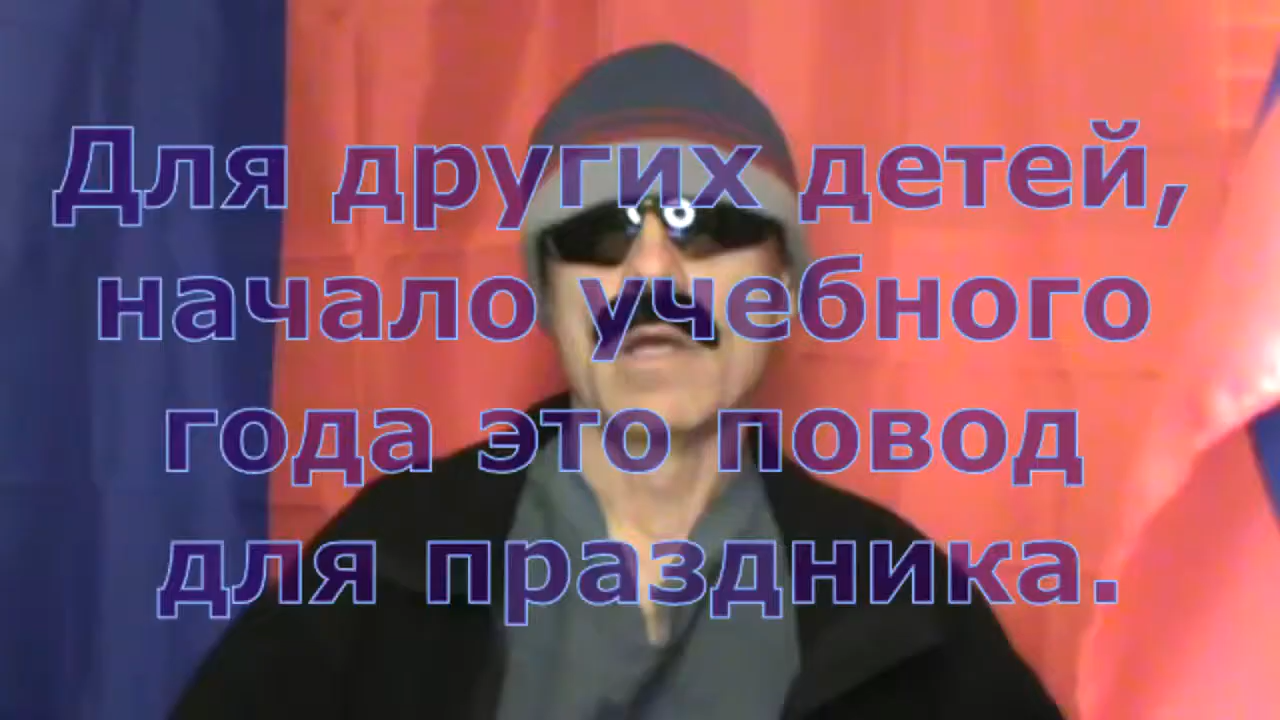 Для других детей,
начало учебного
года это повод
для праздника.